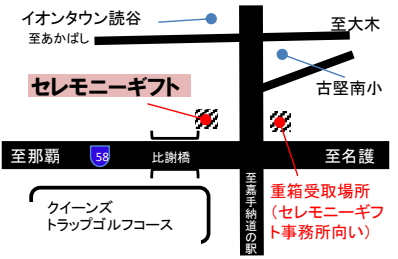 イオンタウン読谷
至あかばし
至大木
古堅南小
セレモニーギフト
至那覇
58
比謝橋
至名護
至嘉手納道の駅
重箱受取場所
(セレモニーギフ
ト事務所向い)
クイーンズ
トラップゴルフコース